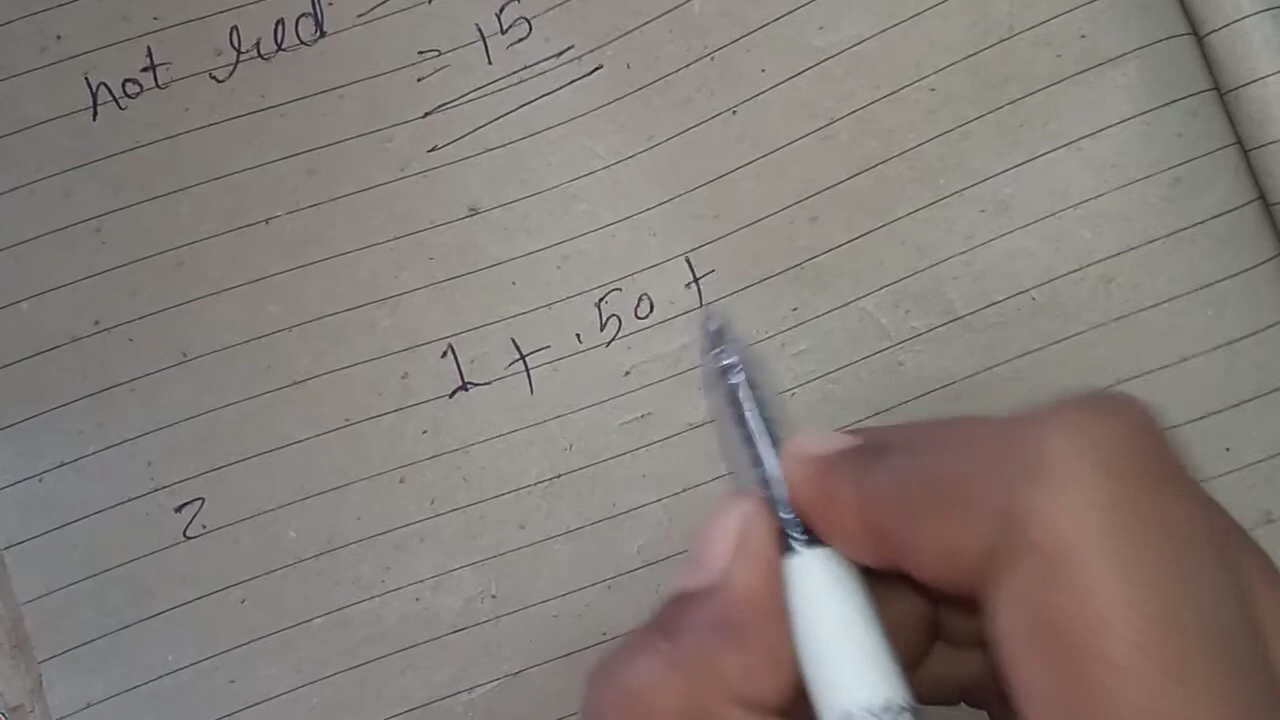 not red
= 15
1 + .50 +
2